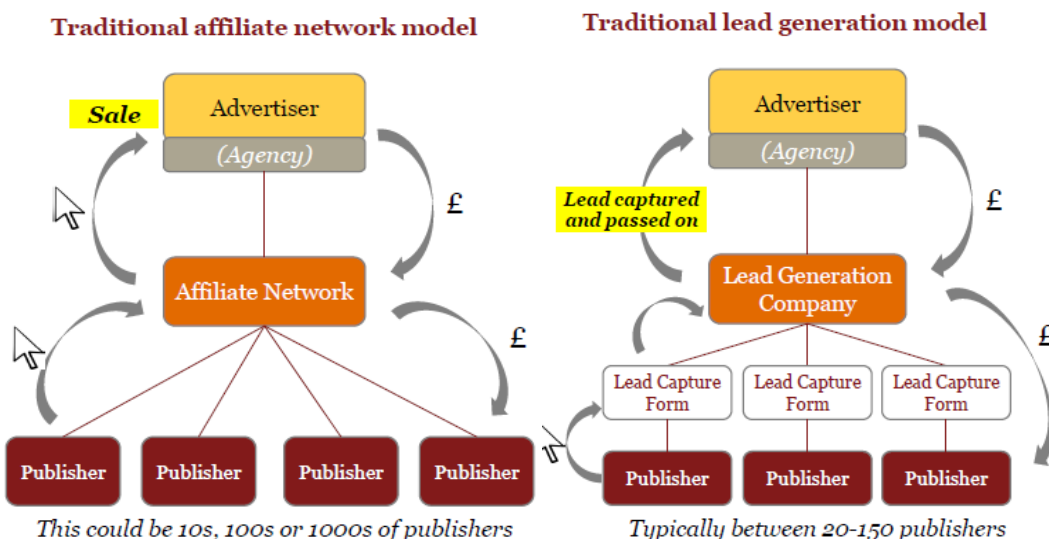 Traditional affiliate network model
Advertiser
(Agency)
Sale
£
Affiliate Network
£
Publisher
Publisher
Publisher
Publisher
This could be 10s, 100s or 1000s of publishers
Traditional lead generation model
Advertiser
(Agency)
Lead captured
and passed on
£
Lead Generation
Company
£
Lead Capture
Form
Lead Capture
Form
Lead Capture
Form
Publisher
Publisher
Publisher
Typically between 20-150 publishers